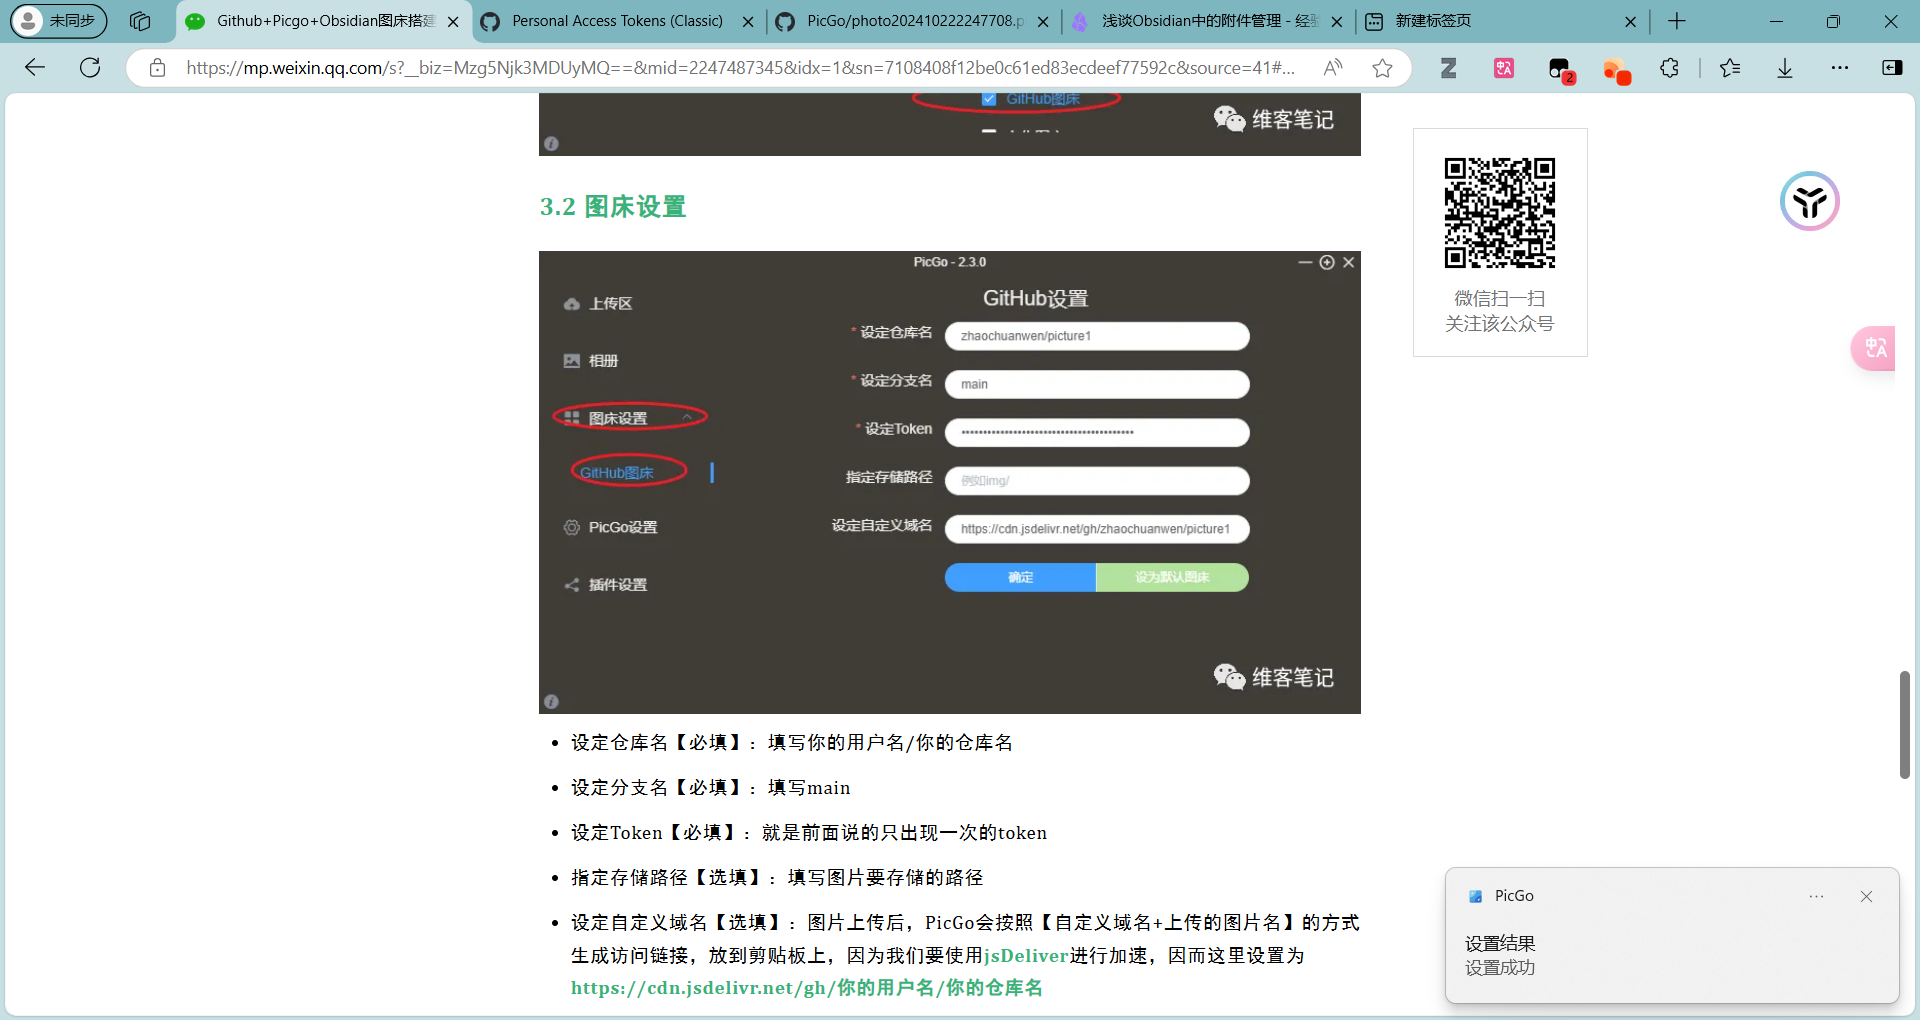 未同步
Github+Picgo+Obsidian图床搭建
Personal Access Tokens (Classic)
PicGo/photo202410222247708.p
浅谈Obsidian中的附件管理 - 经验
新建标签页
https://mp.weixin.qq.com/s?__biz=Mzg5Njk3MDUyMQ==&mid=2247487345&idx=1&sn=7108408f12be0c61ed83ecdeef77592c&source=41#...
2
GitHub图床
维客笔记
3.2 图床设置
PicGo - 2.3.0
上传区
相册
图床设置
GitHub图床
PicGo设置
插件设置
GitHub设置
* 设定仓库名 zhaochuanwen/picture1
* 设定分支名 main
* 设定Token ••••••••••••••••••••••••••••••••••••••••
指定存储路径 例如img/
设定自定义域名 https://cdn.jsdelivr.net/gh/zhaochuanwen/picture1
确定 设为默认图床
维客笔记
• 设定仓库名【必填】：填写你的用户名/你的仓库名
• 设定分支名【必填】：填写main
• 设定Token【必填】：就是前面说的只出现一次的token
• 指定存储路径【选填】：填写图片要存储的路径
• 设定自定义域名【选填】：图片上传后，PicGo会按照【自定义域名+上传的图片名】的方式
生成访问链接，放到剪贴板上，因为我们要使用jsDeliver进行加速，因而这里设置为
https://cdn.jsdelivr.net/gh/你的用户名/你的仓库名
微信扫一扫
关注该公众号
PicGo
设置结果
设置成功